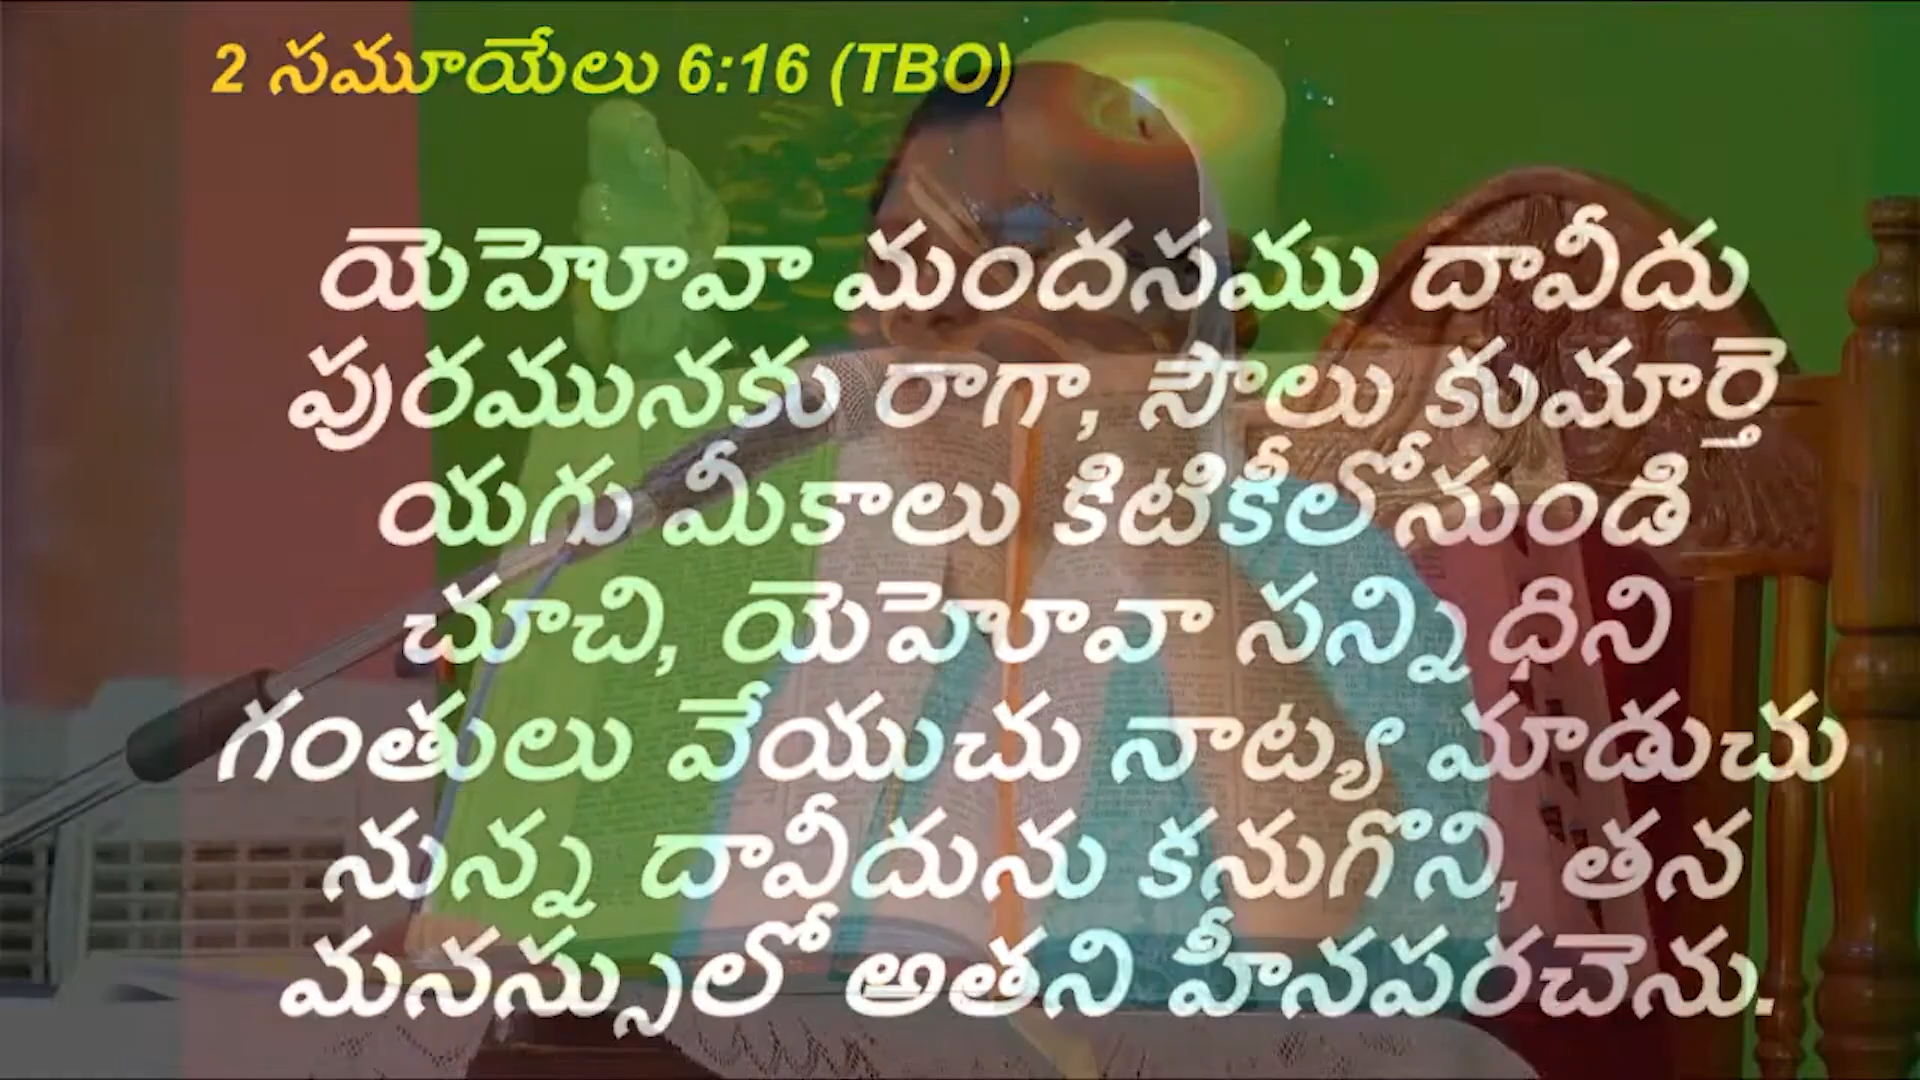 2 సమూయేలు 6:16 (TBO)
యెహెూవా మందసము దావీదు
పురమునకు రాగా, సౌలు కుమార్తె
యగు మీకాలు కిటికీలోనుండి
చూచి, యెహెూవా సన్నిధిని
గంతులు వేయుచు నాట్య మాడుచు
నున్న దావీదును కనుగొని, తన
మనస్సులో అతని హీనపరచెను.